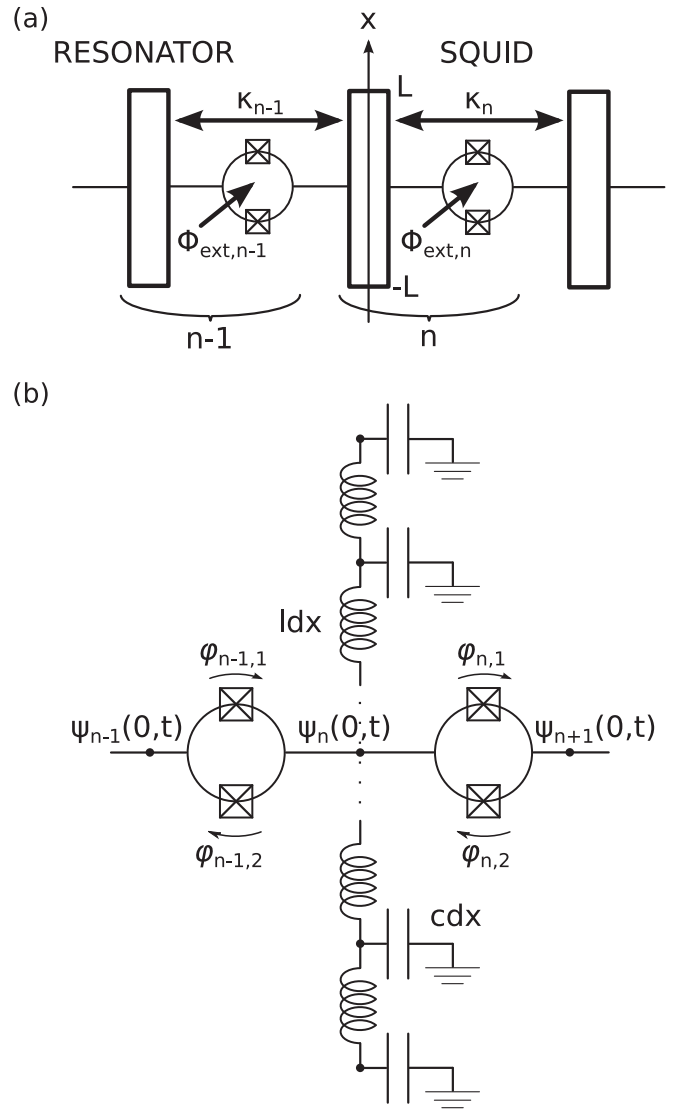 (a)
x
RESONATOR
SQUID
L
κn-1
κn
Φext,n-1
Φext,n
-L
n-1
n
(b)
ldx
φn-1,1
φn,1
ψn-1(0,t)
ψn(0,t)
ψn+1(0,t)
φn-1,2
φn,2
cdx